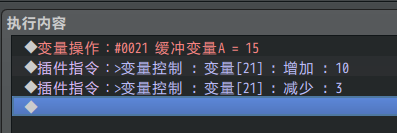 执行内容
◆变量操作：#0021 缓冲变量A = 15
◆插件指令：>变量控制 : 变量[21] : 增加 : 10
◆插件指令：>变量控制 : 变量[21] : 减少 : 3
◆